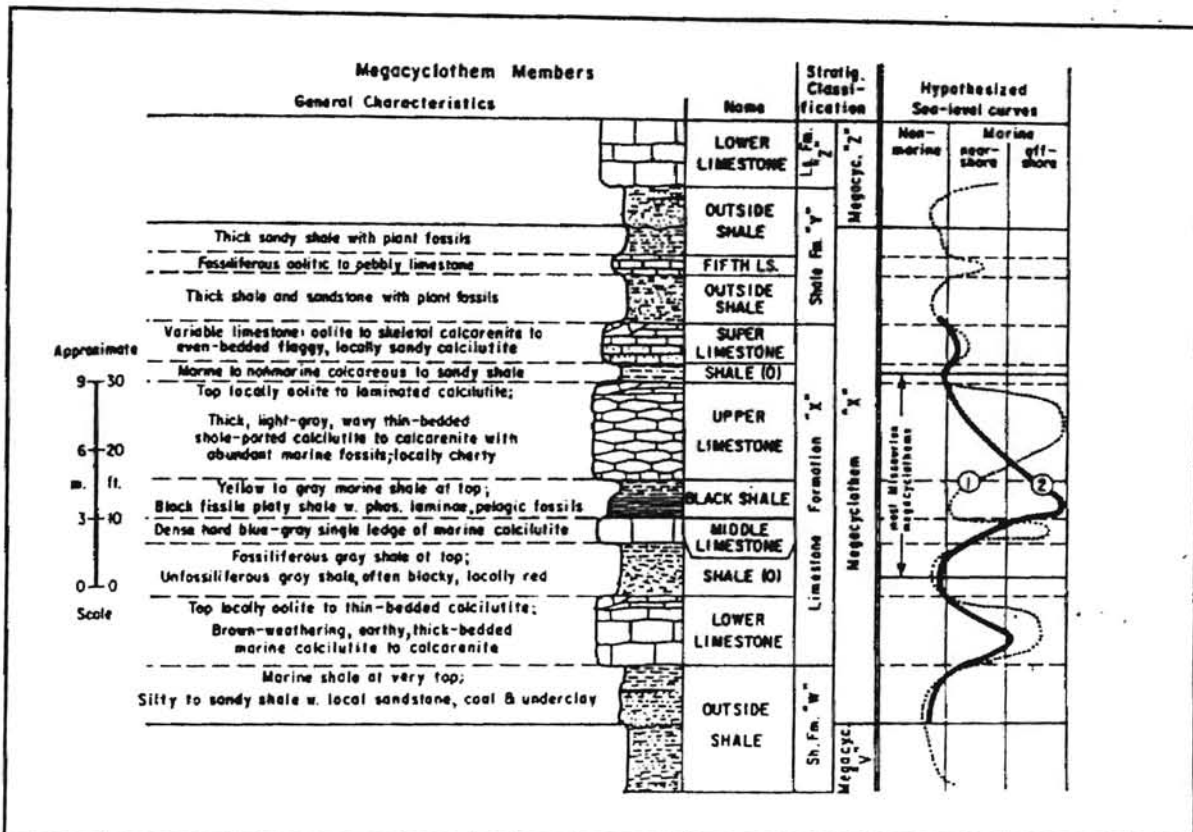 Megacyclothem Members
General Characteristics
Name
Stratig.
Classi-
fication
Hypothesized
Sea-level curves
Non-
marine
Marine
near-
shore
off-
shore
LOWER
LIMESTONE
Ls. Fm.
"Z"
Megacyc. "Z"
OUTSIDE
SHALE
Thick sandy shale with plant fossils
Fossiliferous oolitic to pebbly limestone
FIFTH LS.
Shale Fm. "Y"
Thick shale and sandstone with plant fossils
OUTSIDE
SHALE
Variable limestone: oolite to skeletal calcarenite to
even-bedded flaggy, locally sandy calcilutite
SUPER
LIMESTONE
Marine to nonmarine calcareous to sandy shale
SHALE (O)
Top locally oolite to laminated calcilutite;
Thick, light-gray, wavy thin-bedded
shole-parted calcilutite to calcarenite with
abundant marine fossils; locally cherty
UPPER
LIMESTONE
Yellow to gray marine shale at top;
Black fissile platy shale w. phos. laminae, pelagic fossils
BLACK SHALE
Dense hard blue-gray single ledge of marine calcilutite
MIDDLE
LIMESTONE
Fossiliferous gray shale at top;
Unfossiliferous gray shale, often blocky, locally red
SHALE (O)
Top locally oolite to thin-bedded calcilutite;
Brown-weathering, earthy, thick-bedded
marine calcilutite to calcarenite
LOWER
LIMESTONE
Marine shale at very top;
Silty to sandy shale w. local sandstone, coal & underclay
OUTSIDE
SHALE
Limestone Formation "X"
Megacyclothem "X"
most Missourian
megacyclothems
1
2
Sh. Fm. "W"
Megacyc.
"V"
Approximate
9 30
6 20
m. ft.
3 10
0 0
Scale